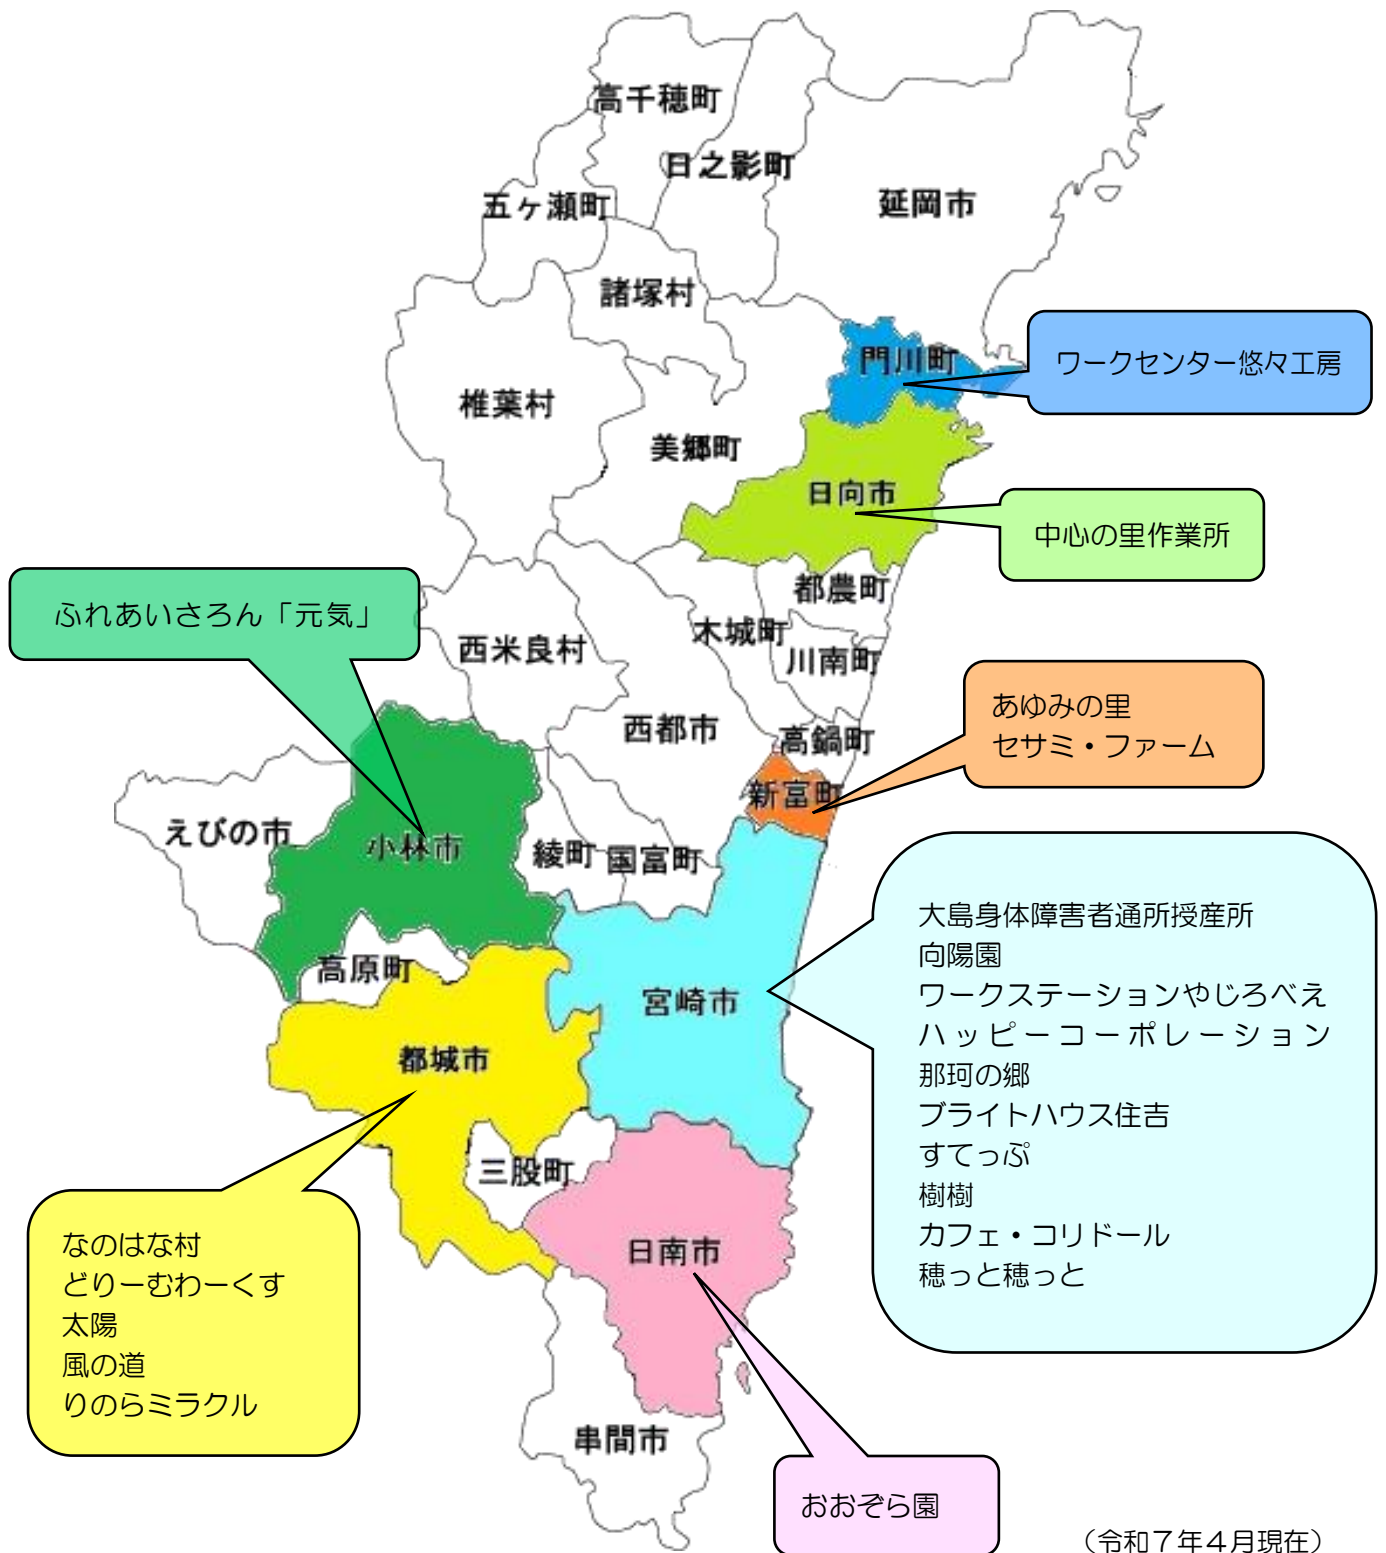 高千穂町
日之影町
五ヶ瀬町
延岡市
諸塚村
門川町
ワークセンター悠々工房
椎葉村
美郷町
日向市
中心の里作業所
都農町
ふれあいさろん「元気」
木城町
西米良村
川南町
あゆみの里
セサミ・ファーム
西都市
高鍋町
新富町
えびの市
小林市
綾町
国富町
大島身体障害者通所授産所
向陽園
ワークステーションやじろべえ
ハッピーコーポレーション
那珂の郷
ブライトハウス住吉
すてっぷ
樹樹
カフェ・コリドール
穂っと穂っと
高原町
宮崎市
都城市
三股町
なのはな村
どりーむわーくす
太陽
風の道
りのらミラクル
日南市
串間市
おおぞら園
（令和７年４月現在）